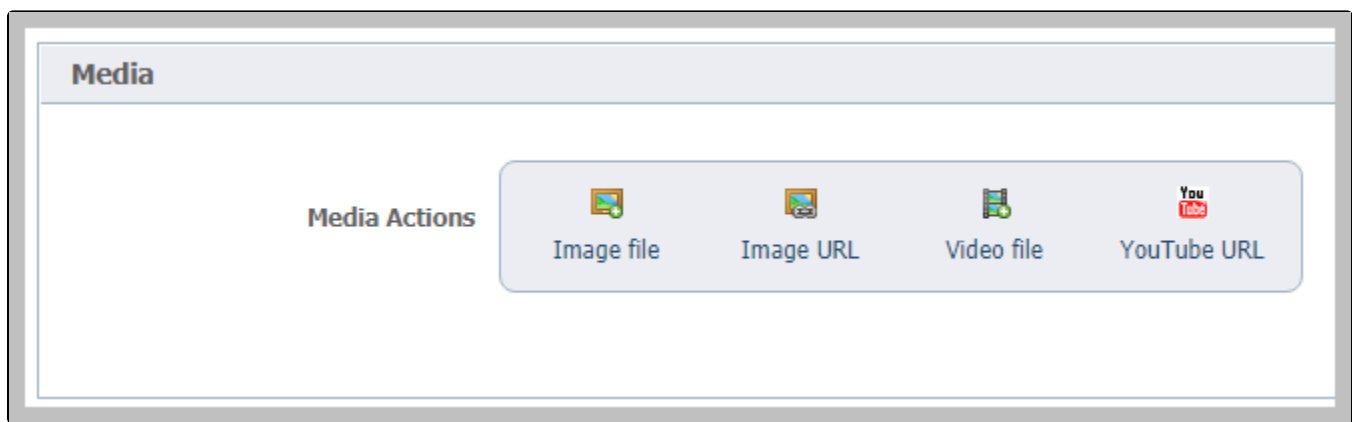 Media
Media Actions
You
Tube
Image file Image URL Video file YouTube URL